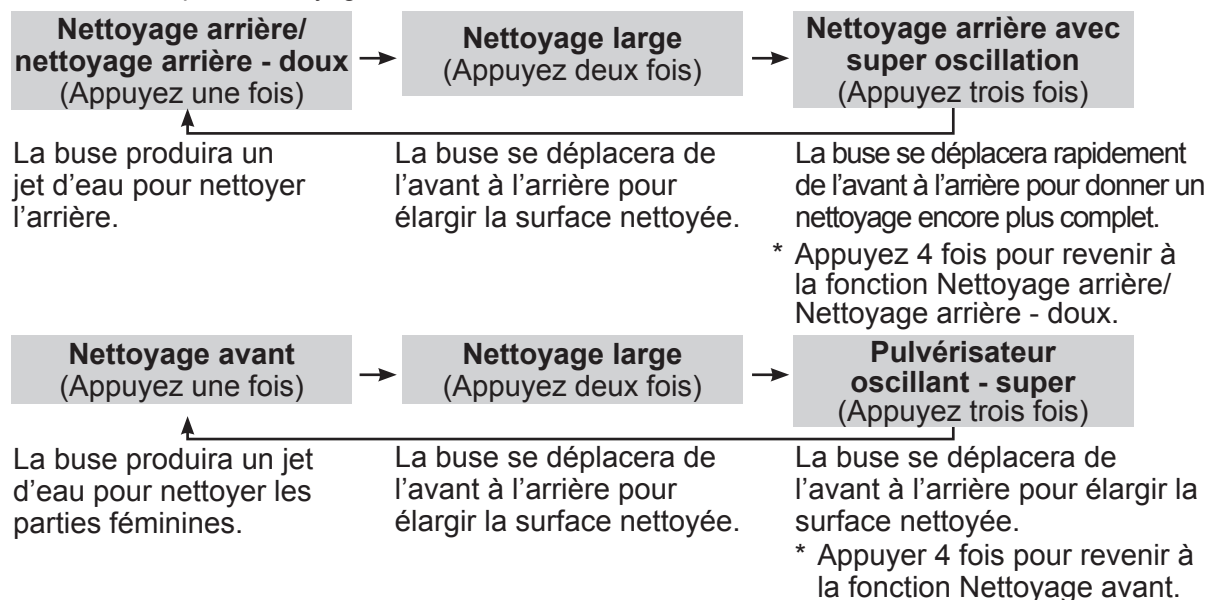 Nettoyage arrière/
nettoyage arrière - doux
(Appuyez une fois)
Nettoyage large
(Appuyez deux fois)
Nettoyage arrière avec
super oscillation
(Appuyez trois fois)
La buse produira un
jet d’eau pour nettoyer
l’arrière.
La buse se déplacera de
l’avant à l’arrière pour
élargir la surface nettoyée.
La buse se déplacera rapidement
de l’avant à l’arrière pour donner un
nettoyage encore plus complet.
* Appuyez 4 fois pour revenir à
la fonction Nettoyage arrière/
Nettoyage arrière - doux.
Nettoyage avant
(Appuyez une fois)
Nettoyage large
(Appuyez deux fois)
Pulvérisateur
oscillant - super
(Appuyez trois fois)
La buse produira un jet
d’eau pour nettoyer les
parties féminines.
La buse se déplacera de
l’avant à l’arrière pour
élargir la surface nettoyée.
La buse se déplacera de
l’avant à l’arrière pour élargir la
surface nettoyée.
* Appuyer 4 fois pour revenir à
la fonction Nettoyage avant.